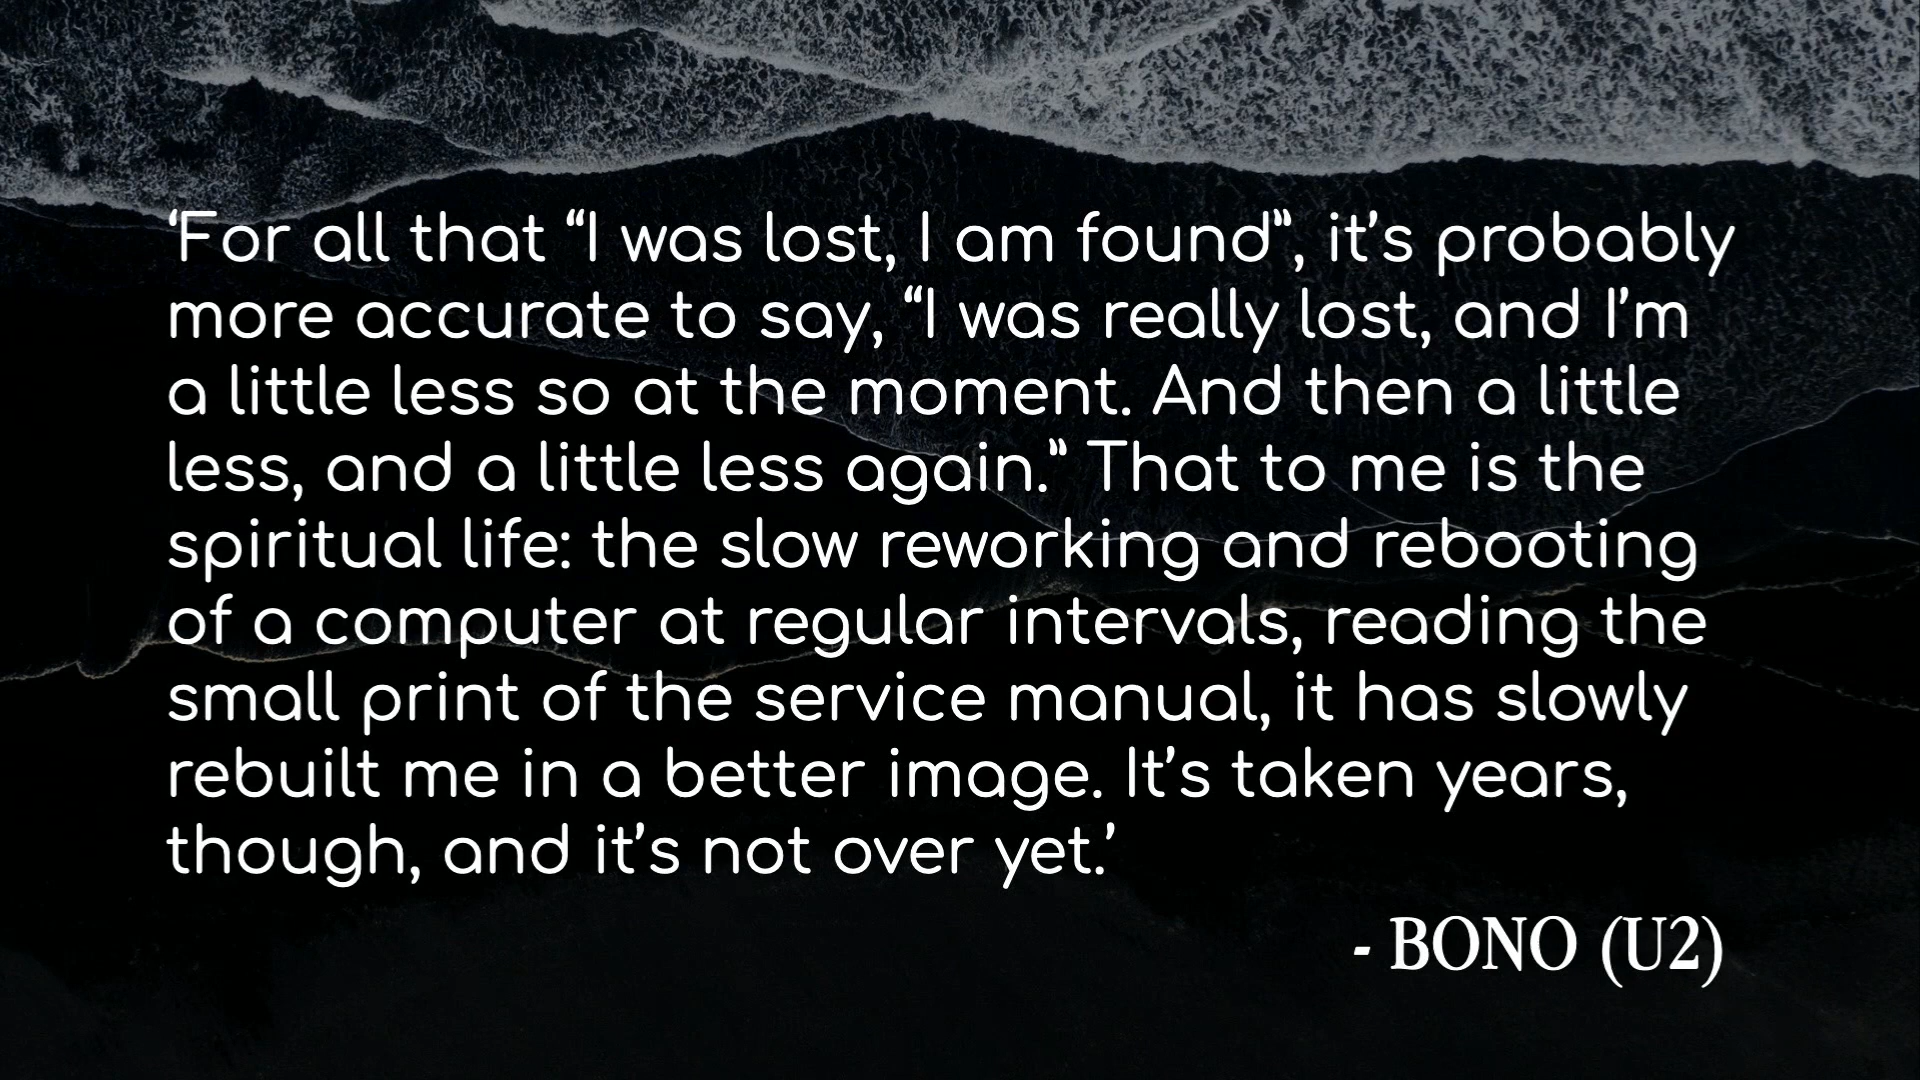 ‘For all that “I was lost, I am found”, it’s probably
more accurate to say, “I was really lost, and I’m
a little less so at the moment. And then a little
less, and a little less again.” That to me is the
spiritual life: the slow reworking and rebooting
of a computer at regular intervals, reading the
small print of the service manual, it has slowly
rebuilt me in a better image. It’s taken years,
though, and it’s not over yet.’
- BONO (U2)